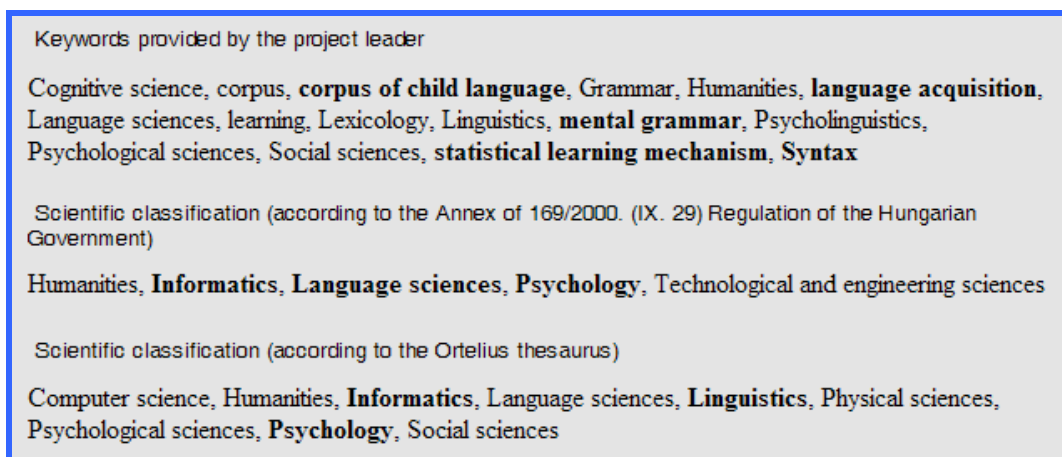 Keywords provided by the project leader
Cognitive science, corpus, corpus of child language, Grammar, Humanities, language acquisition,
Language sciences, learning, Lexicology, Linguistics, mental grammar, Psycholinguistics,
Psychological sciences, Social sciences, statistical learning mechanism, Syntax
Scientific classification (according to the Annex of 169/2000. (IX. 29) Regulation of the Hungarian
Government)
Humanities, Informatics, Language sciences, Psychology, Technological and engineering sciences
Scientific classification (according to the Ortelius thesaurus)
Computer science, Humanities, Informatics, Language sciences, Linguistics, Physical sciences,
Psychological sciences, Psychology, Social sciences